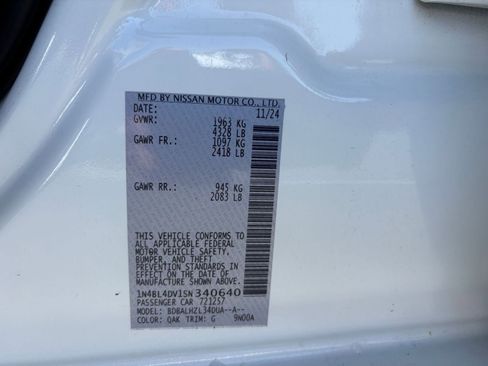 MFD BY NISSAN MOTOR CO., LTD.
DATE: 11/24
GVWR: 1963 KG
4328 LB
GAWR FR.: 1097 KG
2418 LB
GAWR RR.: 945 KG
2083 LB
THIS VEHICLE CONFORMS TO
ALL APPLICABLE FEDERAL
MOTOR VEHICLE SAFETY,
BUMPER, AND THEFT
PREVENTION STANDARDS IN
EFFECT ON THE DATE OF
MANUFACTURE SHOWN ABOVE.
1N4BL4DV1SN340640
PASSENGER CAR 721257
MODEL: BDBALHZL34DUA--A--
COLOR: QAK TRIM: G 9N00A